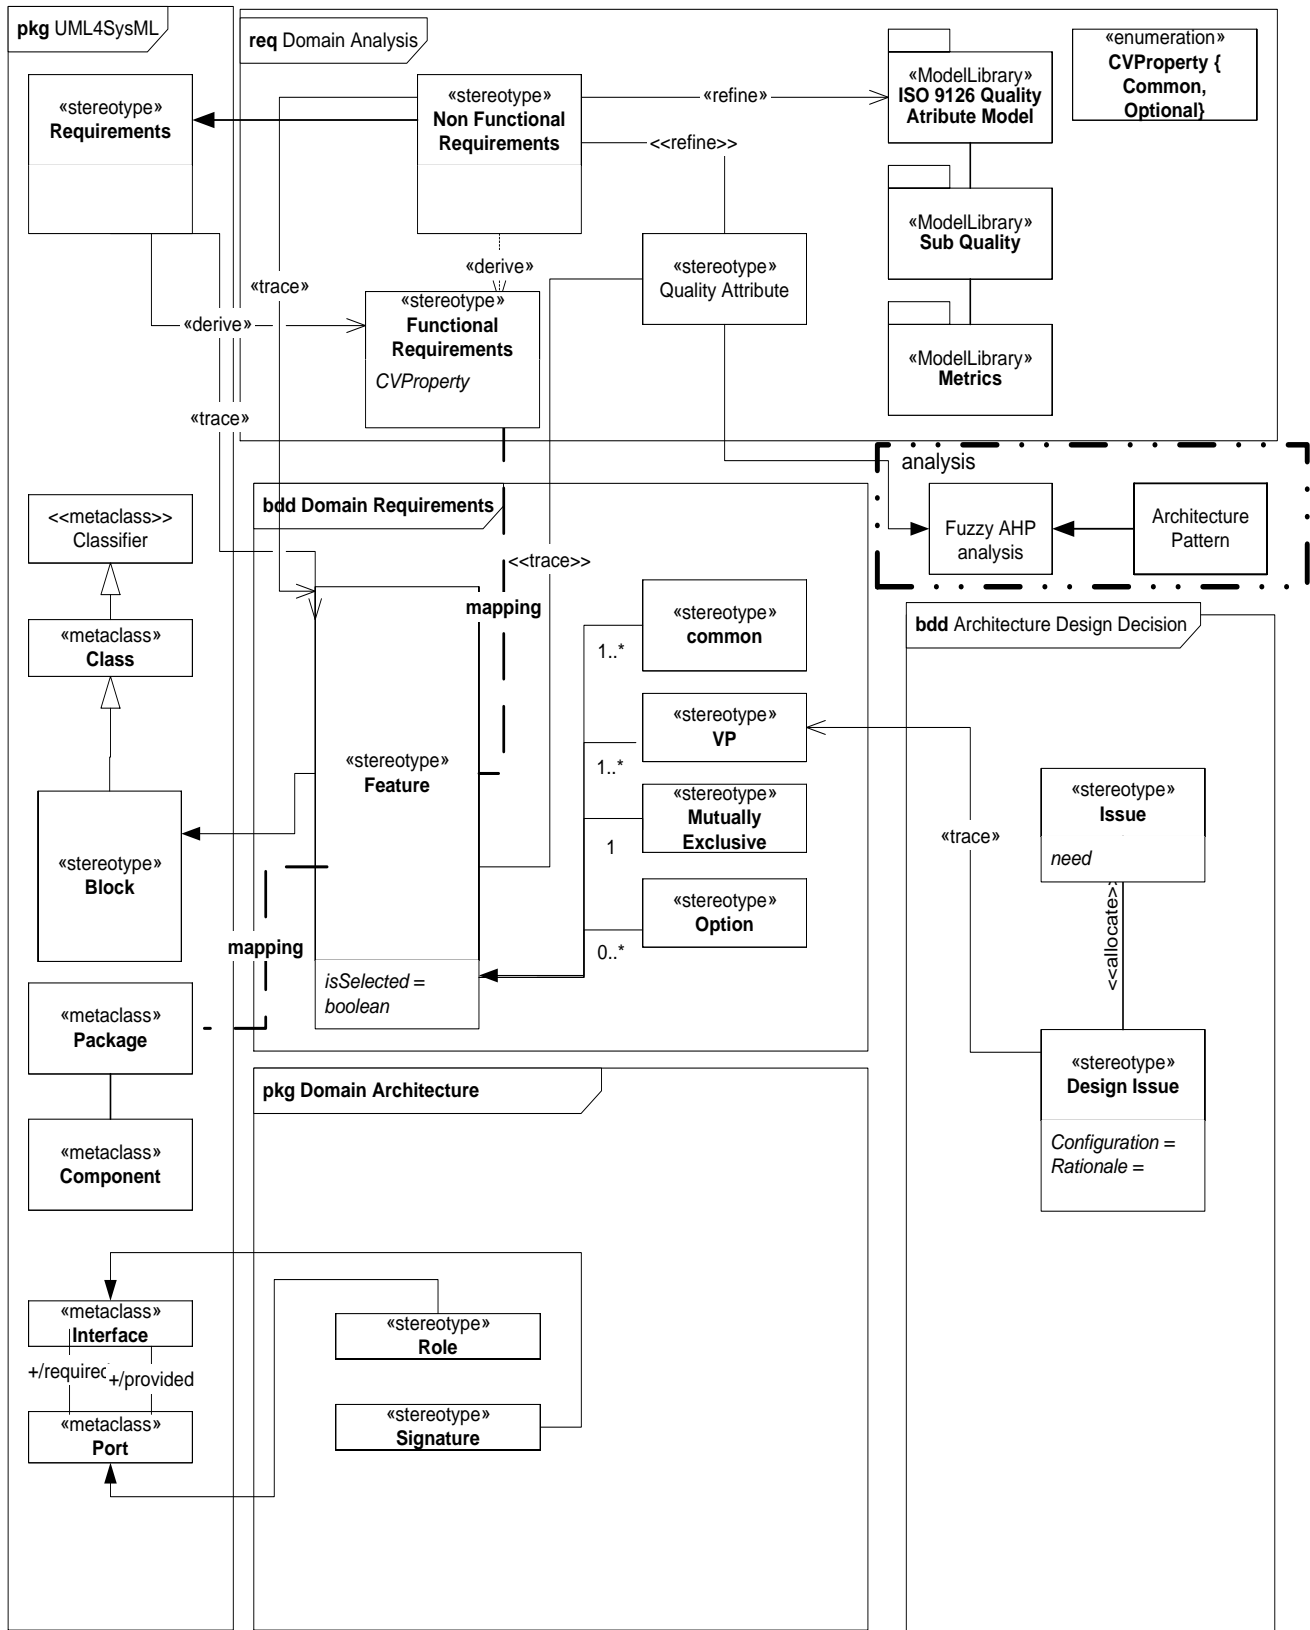 pkg UML4SysML
req Domain Analysis
«stereotype»
Requirements
«stereotype»
Non Functional
Requirements
«refine»
<<refine>>
«ModelLibrary»
ISO 9126 Quality
Atribute Model
«enumeration»
CVProperty {
Common,
Optional}
«ModelLibrary»
Sub Quality
«ModelLibrary»
Metrics
«derive»
«trace»
«stereotype»
Quality Attribute
«derive»
«stereotype»
Functional
Requirements
CVProperty
«trace»
analysis
Fuzzy AHP
analysis
Architecture
Pattern
<<metaclass>>
Classifier
«metaclass»
Class
«stereotype»
Block
«metaclass»
Package
«metaclass»
Component
«metaclass»
Interface
+/required
+/provided
«metaclass»
Port
bdd Domain Requirements
<<trace>>
mapping
«stereotype»
Feature
isSelected =
boolean
mapping
«stereotype»
common
1..*
«stereotype»
VP
1..*
«stereotype»
Mutually
Exclusive
1
«stereotype»
Option
0..*
pkg Domain Architecture
«stereotype»
Role
«stereotype»
Signature
bdd Architecture Design Decision
«trace»
«stereotype»
Issue
need
<<allocate>>
«stereotype»
Design Issue
Configuration =
Rationale =